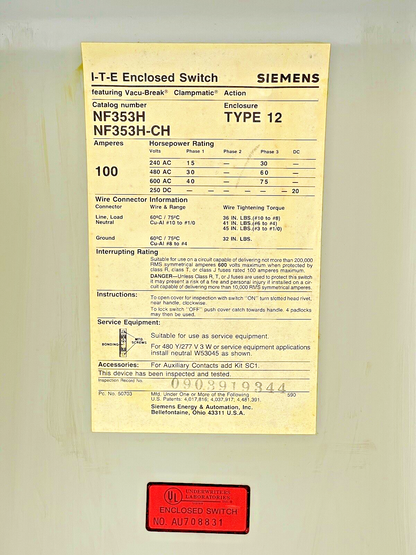 I-T-E Enclosed Switch SIEMENS
featuring Vacu-Break® Clampmatic® Action
Catalog number Enclosure
NF353H TYPE 12
NF353H-CH
Amperes Horsepower Rating
Volts Phase 1 Phase 2 Phase 3 DC
100
240 AC 15 — 30 —
480 AC 30 — 60 —
600 AC 40 — 75 —
250 DC — — — 20
Wire Connector Information
Connector Wire & Range Wire Tightening Torque
Line, Load 60ºC / 75ºC 36 IN. LBS. (#10 to #8)
Neutral Cu-Al #10 to #1/0 41 IN. LBS. (#6 to #4)
45 IN. LBS. (#3 to #1/0)
Ground 60ºC / 75ºC 32 IN. LBS.
Cu-Al #8 to #4
Interrupting Rating
Suitable for use on a circuit capable of delivering not more than 200,000
RMS symmetrical amperes 600 volts maximum when protected by
class R, class T, or class J fuses rated 100 amperes maximum.
DANGER—Unless Class R, T, or J fuses are used to protect this switch
it may present a risk of fire and personal injury if installed on a cir-
cuit capable of delivering more than 10,000 RMS symmetrical amperes.
Instructions: To open cover for inspection with switch "ON" turn slotted head rivet,
near handle, clockwise.
To lock switch "OFF" push cover catch towards handle. 4 padlocks
may then be used.
Service Equipment:
BONDING SCREWS
Suitable for use as service equipment.
For 480 Y/277 V 3 W or service equipment applications
install neutral W53045 as shown.
Accessories: For Auxiliary Contacts add Kit SC1.
This device has been inspected and tested.
Inspection Record No. 0903919344
Pc. No. 50703 Mfd. Under One or More of the Following 590
U.S. Patents. 4,017,816, 4,037,917; 4,481,391.
Siemens Energy & Automation, Inc.
Bellefontaine, Ohio 43311 U.S.A.
UL UNDERWRITERS
LABORATORIES
ENCLOSED SWITCH
NO. AU708831